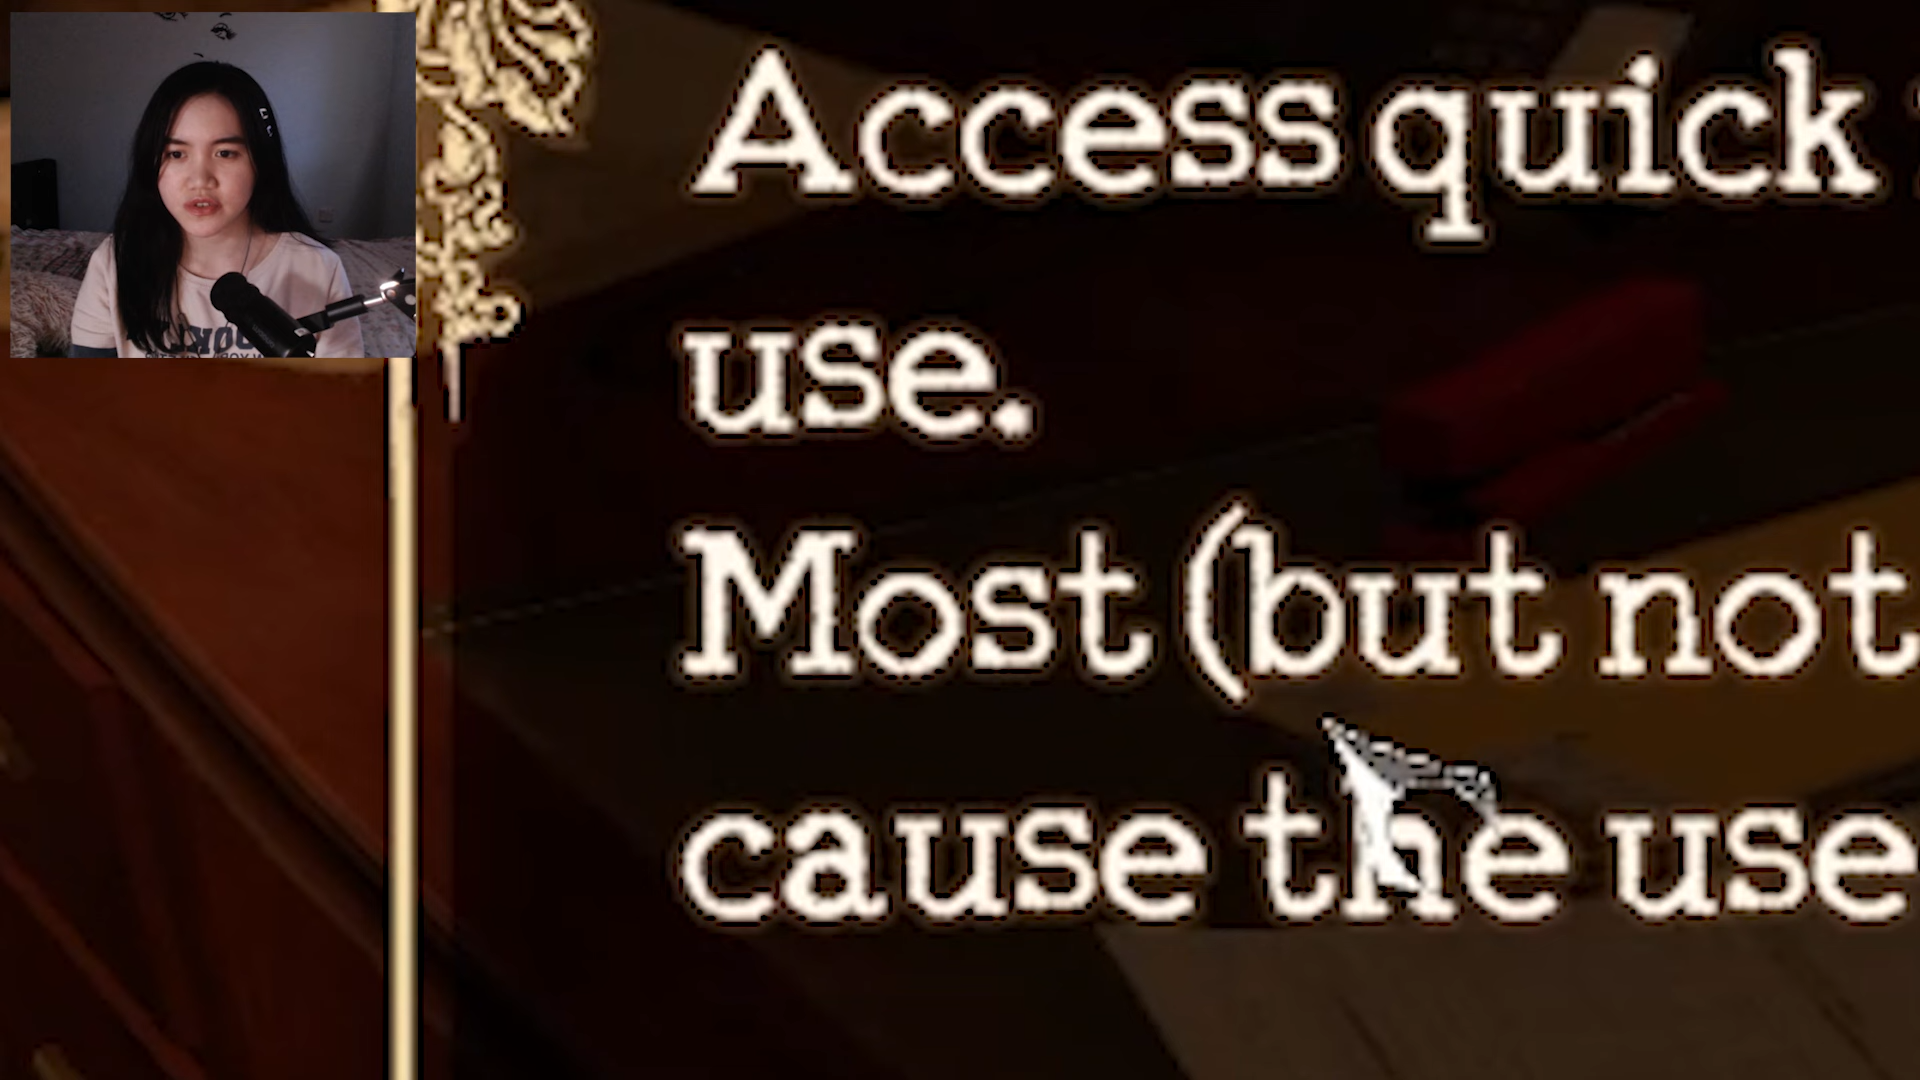 Access quick
use.
Most (but not
cause the use